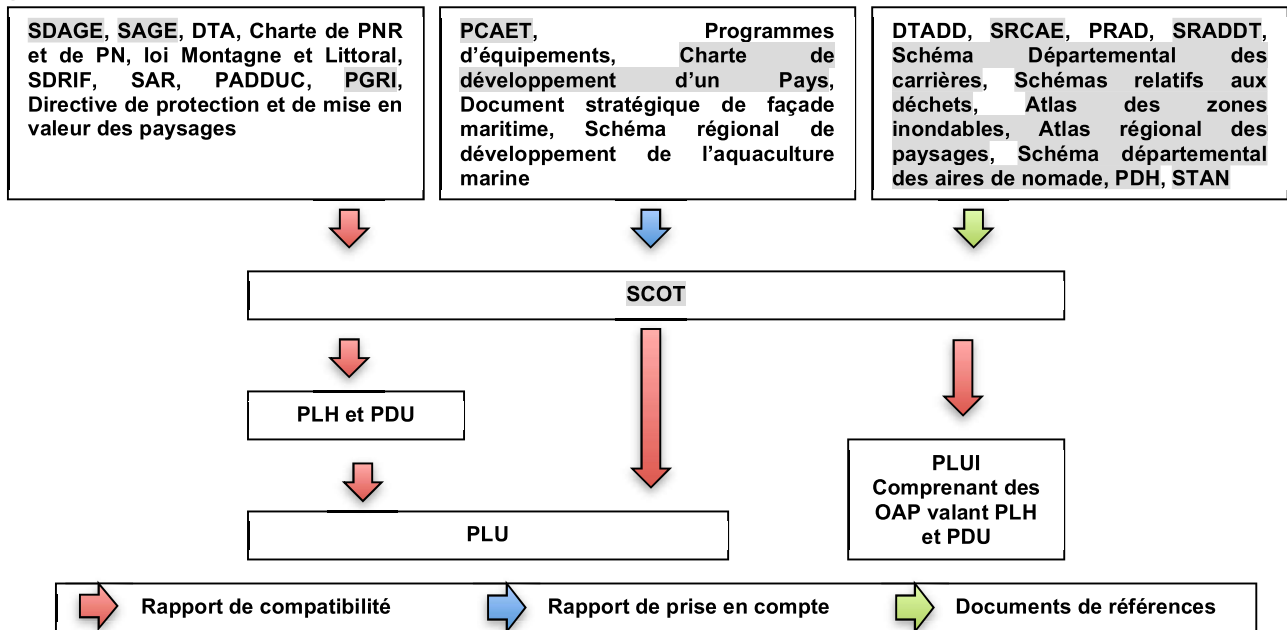 SDAGE, SAGE, DTA, Charte de PNR
et de PN, loi Montagne et Littoral,
SDRIF, SAR, PADDUC, PGRI,
Directive de protection et de mise en
valeur des paysages
PCAET, Programmes
d'équipements, Charte de
développement d'un Pays,
Document stratégique de façade
maritime, Schéma régional de
développement de l'aquaculture
marine
DTADD, SRCAE, PRAD, SRADDT,
Schéma Départemental des
carrières, Schémas relatifs aux
déchets, Atlas des zones
inondables, Atlas régional des
paysages, Schéma départemental
des aires de nomade, PDH, STAN
SCOT
PLH et PDU
PLUI
Comprenant des
OAP valant PLH
et PDU
PLU
Rapport de compatibilité
Rapport de prise en compte
Documents de références